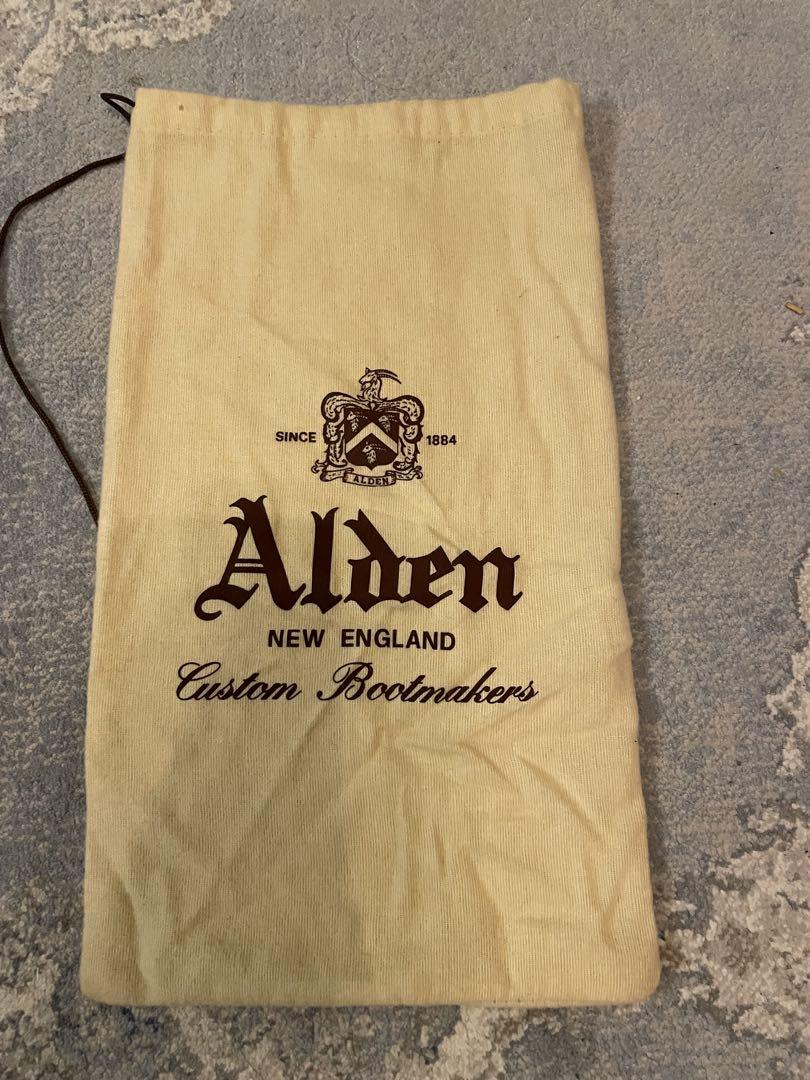 SINCE 1884
ALDEN
Alden
NEW ENGLAND
Custom Bootmakers